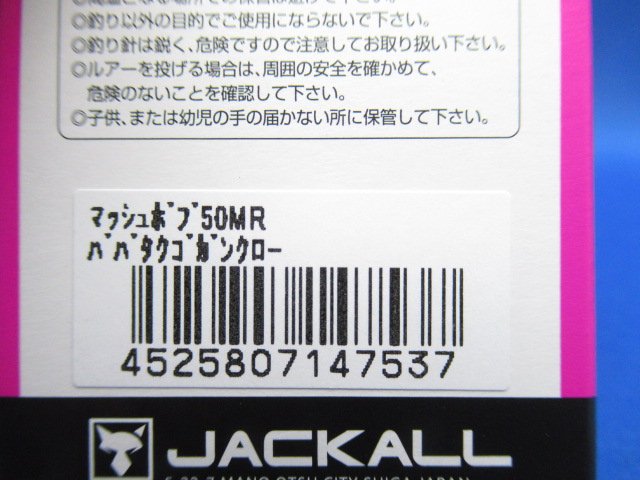 ◎釣り以外の目的でご使用にならないで下さい。
◎釣り針は鋭く、危険ですので注意してお取り扱い下さい。
◎ルアーを投げる場合は、周囲の安全を確かめて、
危険のないことを確認して下さい。
◎子供、または幼児の手の届かない所に保管して下さい。
ﾏｯｼｭﾎﾞﾌﾞ50MR
ﾊﾞﾊﾞﾀｸｺﾞｶﾞﾝｸﾛｰ
4525807147537
JACKALL